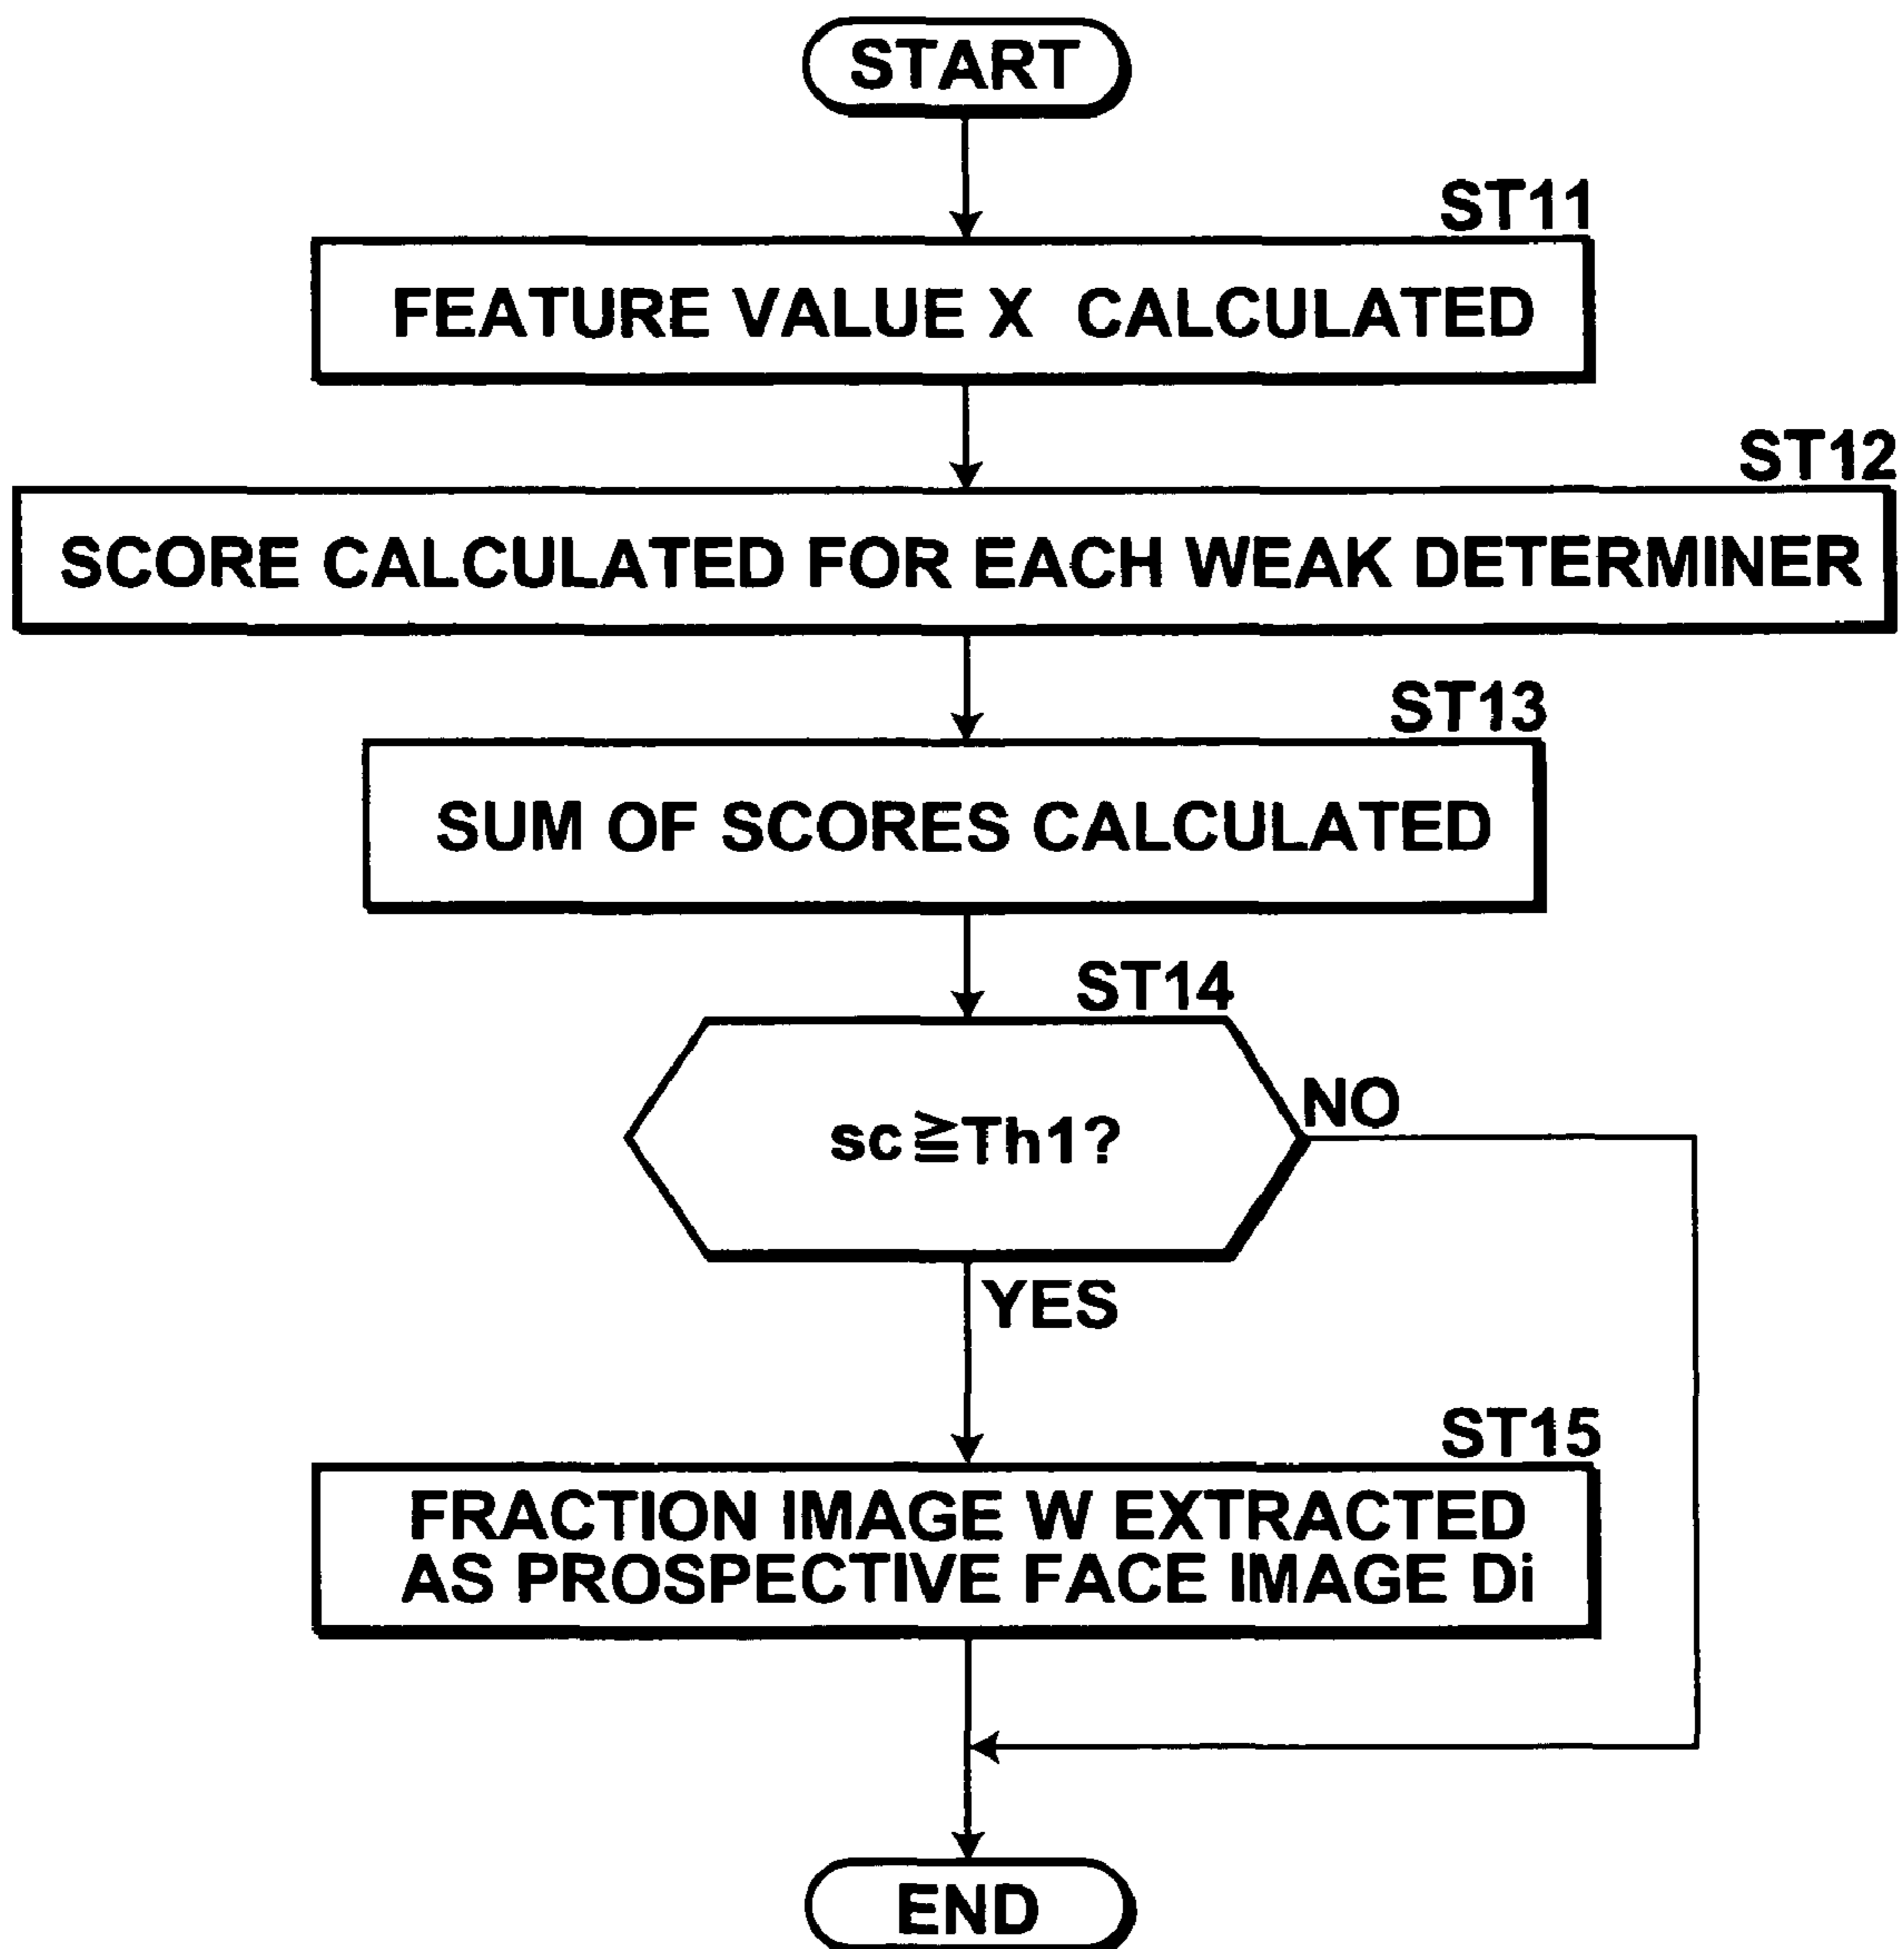 START
ST11
FEATURE VALUE X CALCULATED
ST12
SCORE CALCULATED FOR EACH WEAK DETERMINER
ST13
SUM OF SCORES CALCULATED
ST14
sc≧Th1?
NO
YES
ST15
FRACTION IMAGE W EXTRACTED
AS PROSPECTIVE FACE IMAGE Di
END